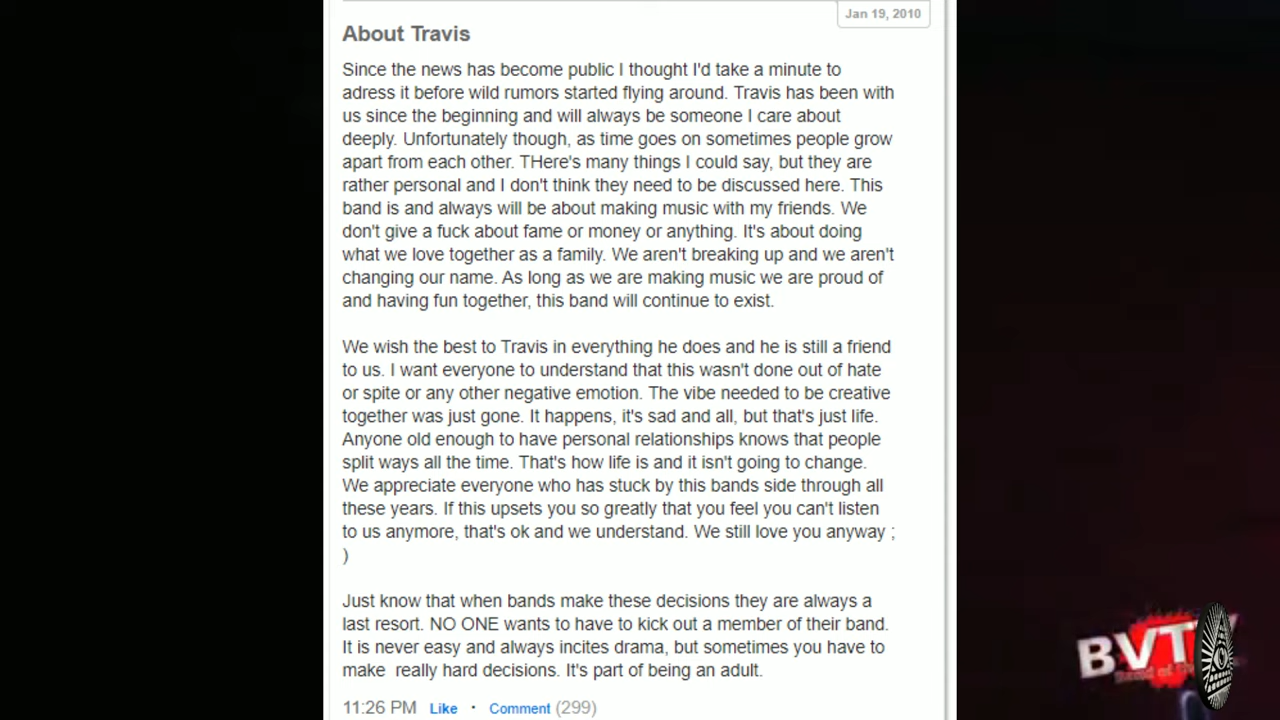 Jan 19, 2010
About Travis
Since the news has become public I thought I'd take a minute to
adress it before wild rumors started flying around. Travis has been with
us since the beginning and will always be someone I care about
deeply. Unfortunately though, as time goes on sometimes people grow
apart from each other. THere's many things I could say, but they are
rather personal and I don't think they need to be discussed here. This
band is and always will be about making music with my friends. We
don't give a fuck about fame or money or anything. It's about doing
what we love together as a family. We aren't breaking up and we aren't
changing our name. As long as we are making music we are proud of
and having fun together, this band will continue to exist.
We wish the best to Travis in everything he does and he is still a friend
to us. I want everyone to understand that this wasn't done out of hate
or spite or any other negative emotion. The vibe needed to be creative
together was just gone. It happens, it's sad and all, but that's just life.
Anyone old enough to have personal relationships knows that people
split ways all the time. That's how life is and it isn't going to change.
We appreciate everyone who has stuck by this bands side through all
these years. If this upsets you so greatly that you feel you can't listen
to us anymore, that's ok and we understand. We still love you anyway ;
)
Just know that when bands make these decisions they are always a
last resort. NO ONE wants to have to kick out a member of their band.
It is never easy and always incites drama, but sometimes you have to
make  really hard decisions. It's part of being an adult.
11:26 PM Like · Comment (299)
BVT